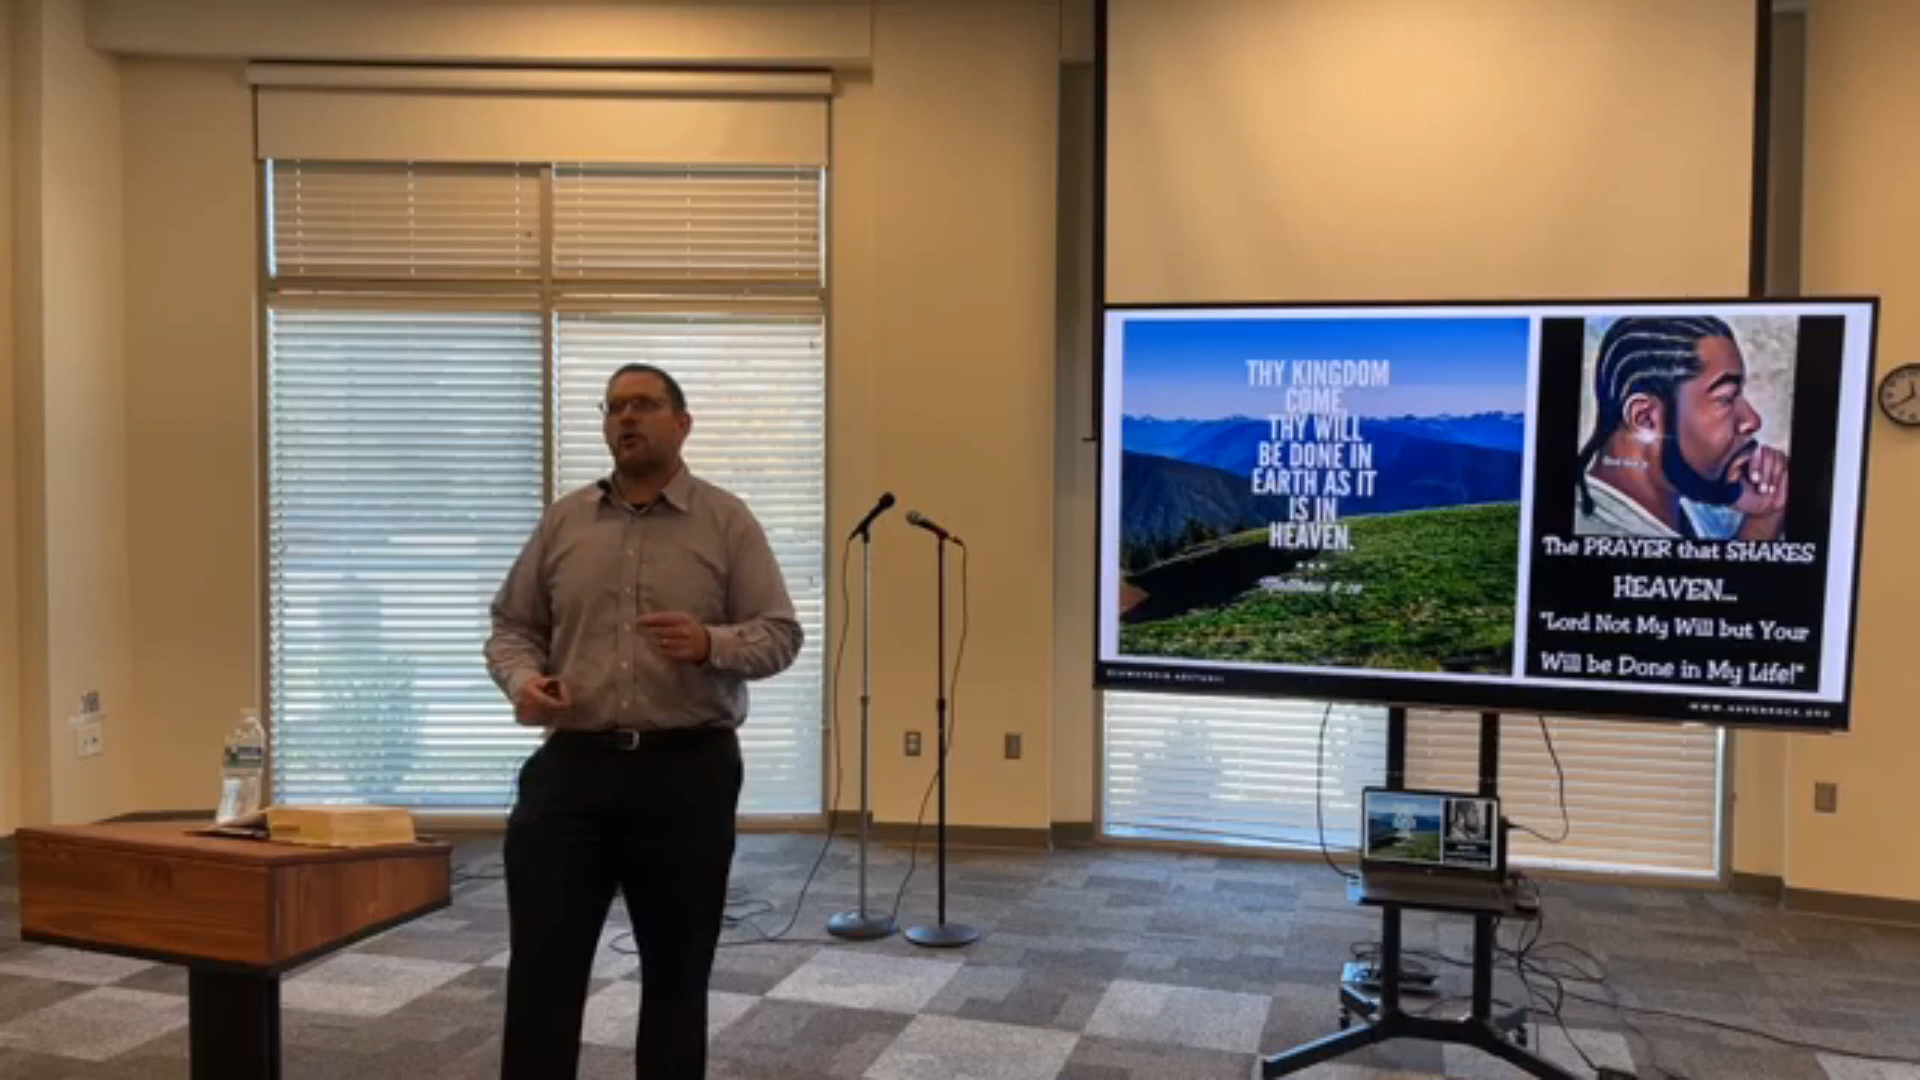 THY KINGDOM
COME,
THY WILL
BE DONE IN
EARTH AS IT
IS IN
HEAVEN.
The PRAYER that SHAKES
HEAVEN...
"Lord Not My Will but Your
Will be Done in My Life!"